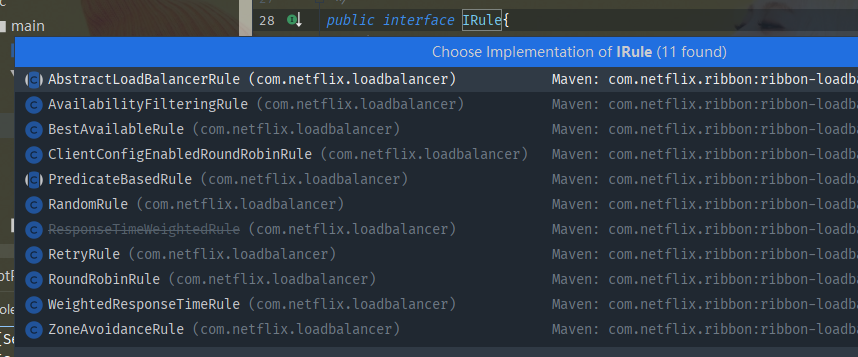 main
28 public interface IRule{
Choose Implementation of IRule (11 found)
AbstractLoadBalancerRule (com.netflix.loadbalancer) Maven: com.netflix.ribbon:ribbon-loadba
AvailabilityFilteringRule (com.netflix.loadbalancer) Maven: com.netflix.ribbon:ribbon-loadba
BestAvailableRule (com.netflix.loadbalancer) Maven: com.netflix.ribbon:ribbon-loadba
ClientConfigEnabledRoundRobinRule (com.netflix.loadbalancer) Maven: com.netflix.ribbon:ribbon-loadba
PredicateBasedRule (com.netflix.loadbalancer) Maven: com.netflix.ribbon:ribbon-loadba
RandomRule (com.netflix.loadbalancer) Maven: com.netflix.ribbon:ribbon-loadba
ResponseTimeWeightedRule (com.netflix.loadbalancer) Maven: com.netflix.ribbon:ribbon-loadba
RetryRule (com.netflix.loadbalancer) Maven: com.netflix.ribbon:ribbon-loadba
RoundRobinRule (com.netflix.loadbalancer) Maven: com.netflix.ribbon:ribbon-loadba
WeightedResponseTimeRule (com.netflix.loadbalancer) Maven: com.netflix.ribbon:ribbon-loadba
ZoneAvoidanceRule (com.netflix.loadbalancer) Maven: com.netflix.ribbon:ribbon-loadba